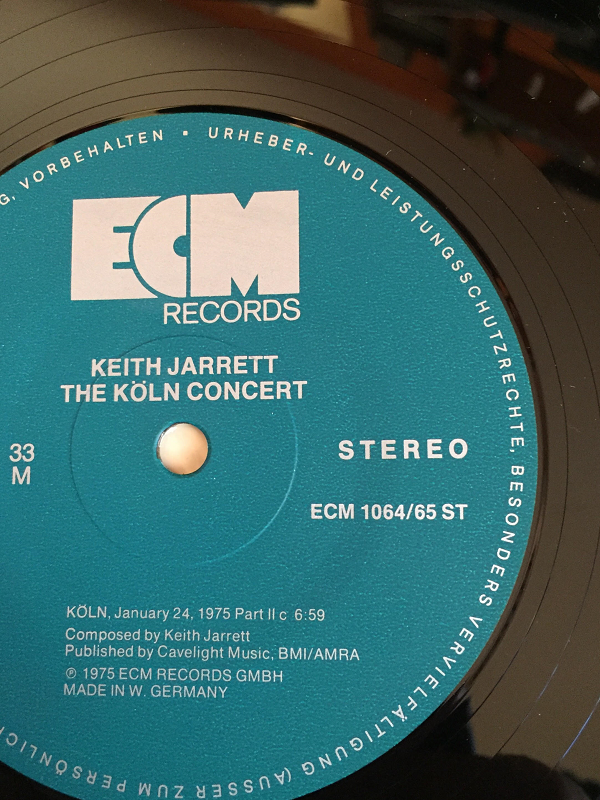 G, VORBEHALTEN ▪ URHEBER- UND LEISTUNGSSCHUTZRECHTE, BESONDERS VERVIELFÄLTIGUNG (AUSSER ZUM PERSÖNLICH
ECM
RECORDS
KEITH JARRETT
THE KÖLN CONCERT
33
M
STEREO
ECM 1064/65 ST
KÖLN, January 24, 1975 Part II c 6:59
Composed by Keith Jarrett
Published by Cavelight Music, BMI/AMRA
℗ 1975 ECM RECORDS GMBH
MADE IN W. GERMANY